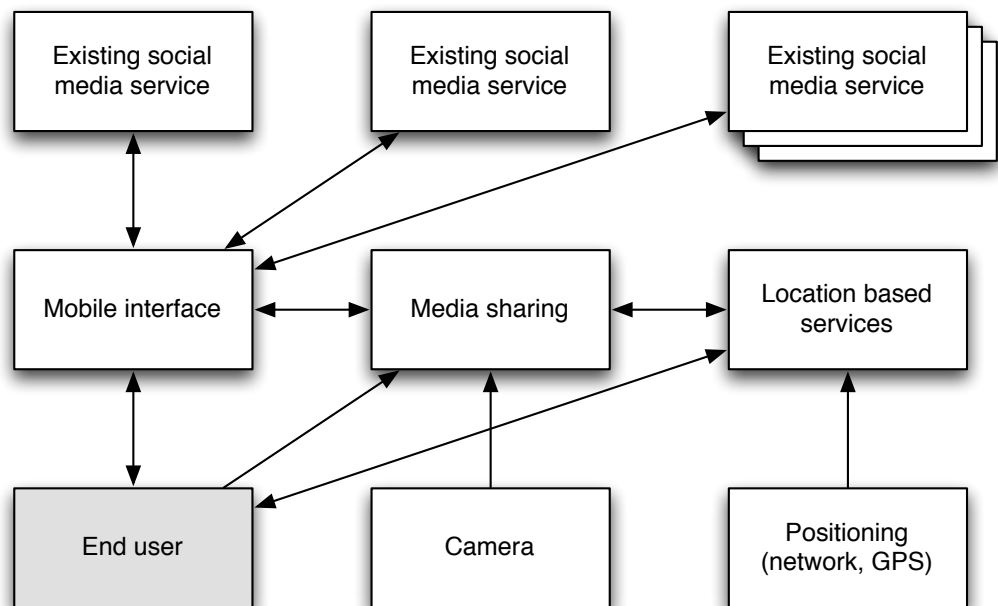 Existing social
media service
Existing social
media service
Existing social
media service
Mobile interface
Media sharing
Location based
services
End user
Camera
Positioning
(network, GPS)